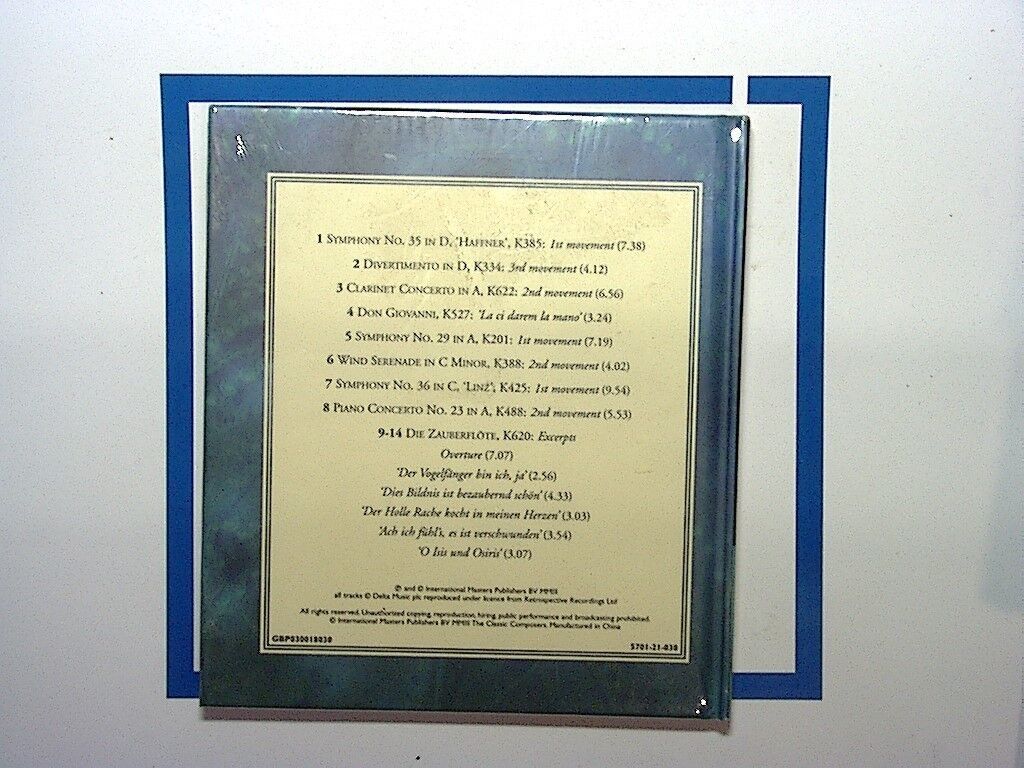 1 Symphony No. 35 in D, 'Haffner', K385: 1st movement (7.38)
2 Divertimento in D, K334: 3rd movement (4.12)
3 Clarinet Concerto in A, K622: 2nd movement (6.56)
4 Don Giovanni, K527: 'La ci darem la mano' (3.24)
5 Symphony No. 29 in A, K201: 1st movement (7.19)
6 Wind Serenade in C Minor, K388: 2nd movement (4.02)
7 Symphony No. 36 in C, 'Linz', K425: 1st movement (9.54)
8 Piano Concerto No. 23 in A, K488: 2nd movement (5.53)
9-14 Die Zauberflöte, K620: Excerpts
Overture (7.07)
'Der Vogelfänger bin ich, ja' (2.56)
'Dies Bildnis ist bezaubernd schön' (4.33)
'Der Holle Rache kocht in meinen Herzen' (3.03)
'Ach ich fühl's, es ist verschwunden' (3.54)
'O Isis und Osiris' (3.07)
℗ and © International Masters Publishers BV MMIII
all tracks © Delta Music plc reproduced under licence from Retrospective Recordings Ltd
All rights reserved. Unauthorized copying, reproduction, hiring, public performance and broadcasting prohibited.
© International Masters Publishers BV MMIII The Classic Composers, Manufactured in China
GBP030018030
5701-21-030